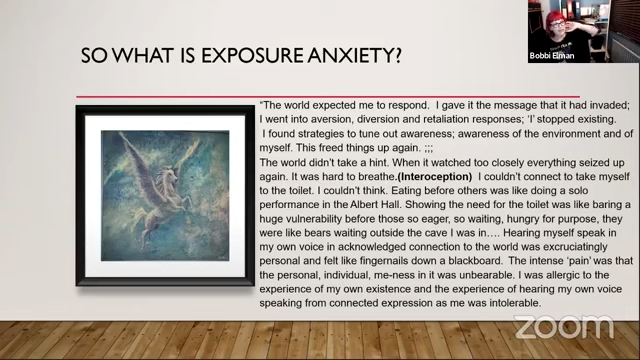 Bobbi Elman
SO WHAT IS EXPOSURE ANXIETY?
“The world expected me to respond.  I gave it the message that it had invaded;
I went into aversion, diversion and retaliation responses; ‘I’ stopped existing.
I found strategies to tune out awareness; awareness of the environment and of
myself. This freed things up again. ;;;
The world didn’t take a hint. When it watched too closely everything seized up
again. It was hard to breathe.(Interoception)  I couldn’t connect to take myself
to the toilet. I couldn’t think. Eating before others was like doing a solo
performance in the Albert Hall. Showing the need for the toilet was like baring a
huge vulnerability before those so eager, so waiting, hungry for purpose, they
were like bears waiting outside the cave I was in…. Hearing myself speak in
my own voice in acknowledged connection to the world was excruciatingly
personal and felt like fingernails down a blackboard.  The intense ‘pain’ was that
the personal, individual, me-ness in it was unbearable. I was allergic to the
experience of my own existence and the experience of hearing my own voice
speaking from connected expression as me was intolerable.
zoom